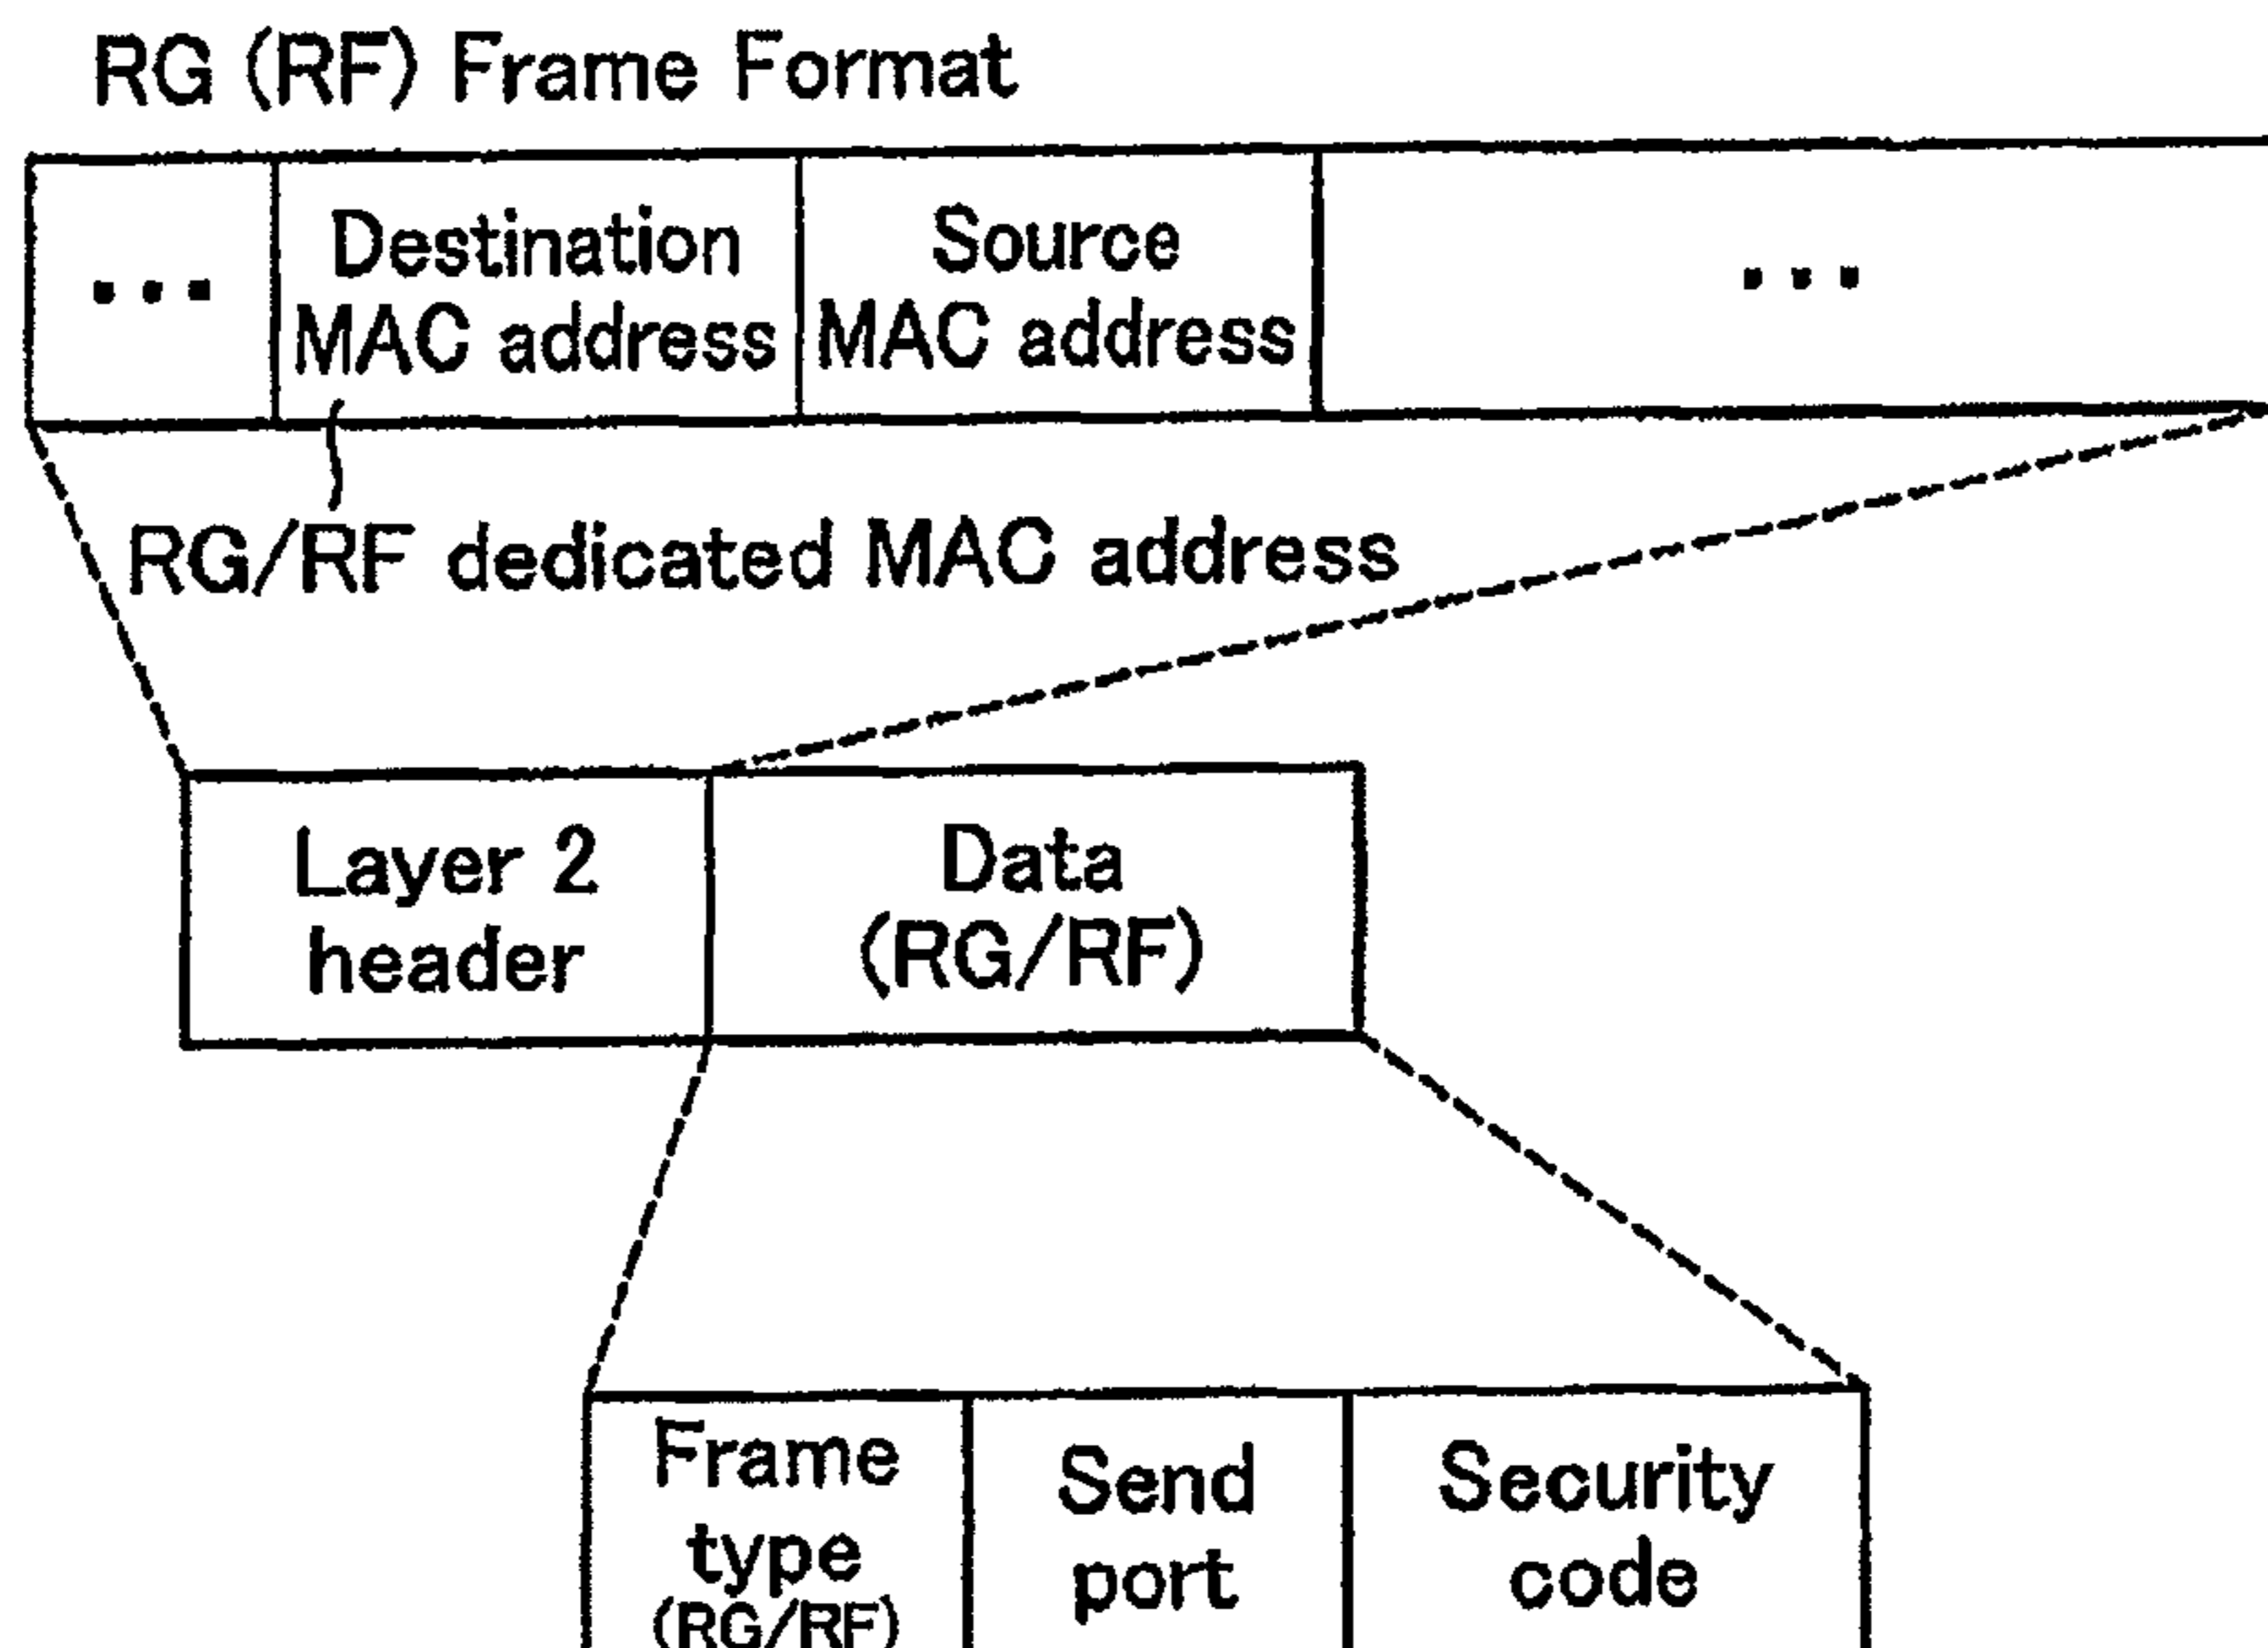 RG (RF) Frame Format
... Destination Source ...
MAC address MAC address
RG/RF dedicated MAC address
Layer 2 Data
header (RG/RF)
Frame Send Security
type port code
(RG/RF)